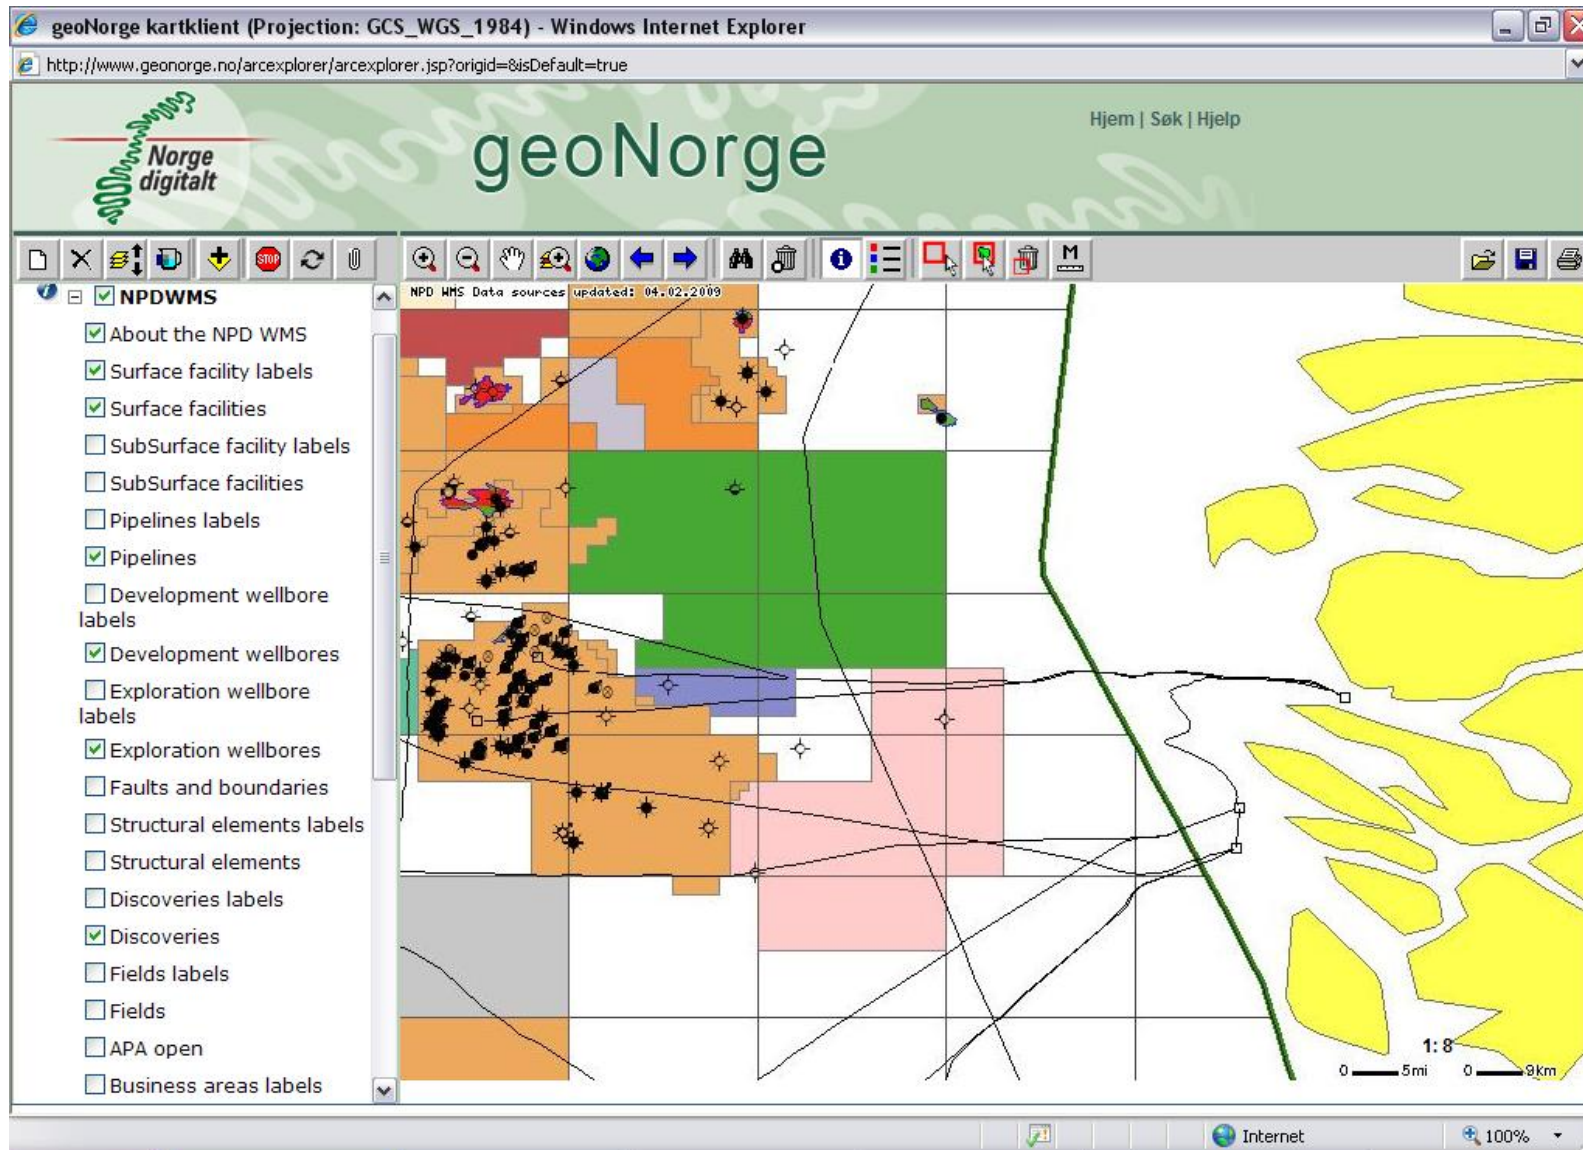 geoNorge kartklient (Projection: GCS_WGS_1984) - Windows Internet Explorer
http://www.geonorge.no/arcexplorer/arcexplorer.jsp?origid=&isDefault=true
Norge
digitalt
geoNorge
Hjem | Søk | Hjelp
STOP
M
NPD WMS Data sources updated: 04.02.2009
NPDWMS
About the NPD WMS
Surface facility labels
Surface facilities
SubSurface facility labels
SubSurface facilities
Pipelines labels
Pipelines
Development wellbore
labels
Development wellbores
Exploration wellbore
labels
Exploration wellbores
Faults and boundaries
Structural elements labels
Structural elements
Discoveries labels
Discoveries
Fields labels
Fields
APA open
Business areas labels
1: 8
0 5mi 0 9km
Internet
100%